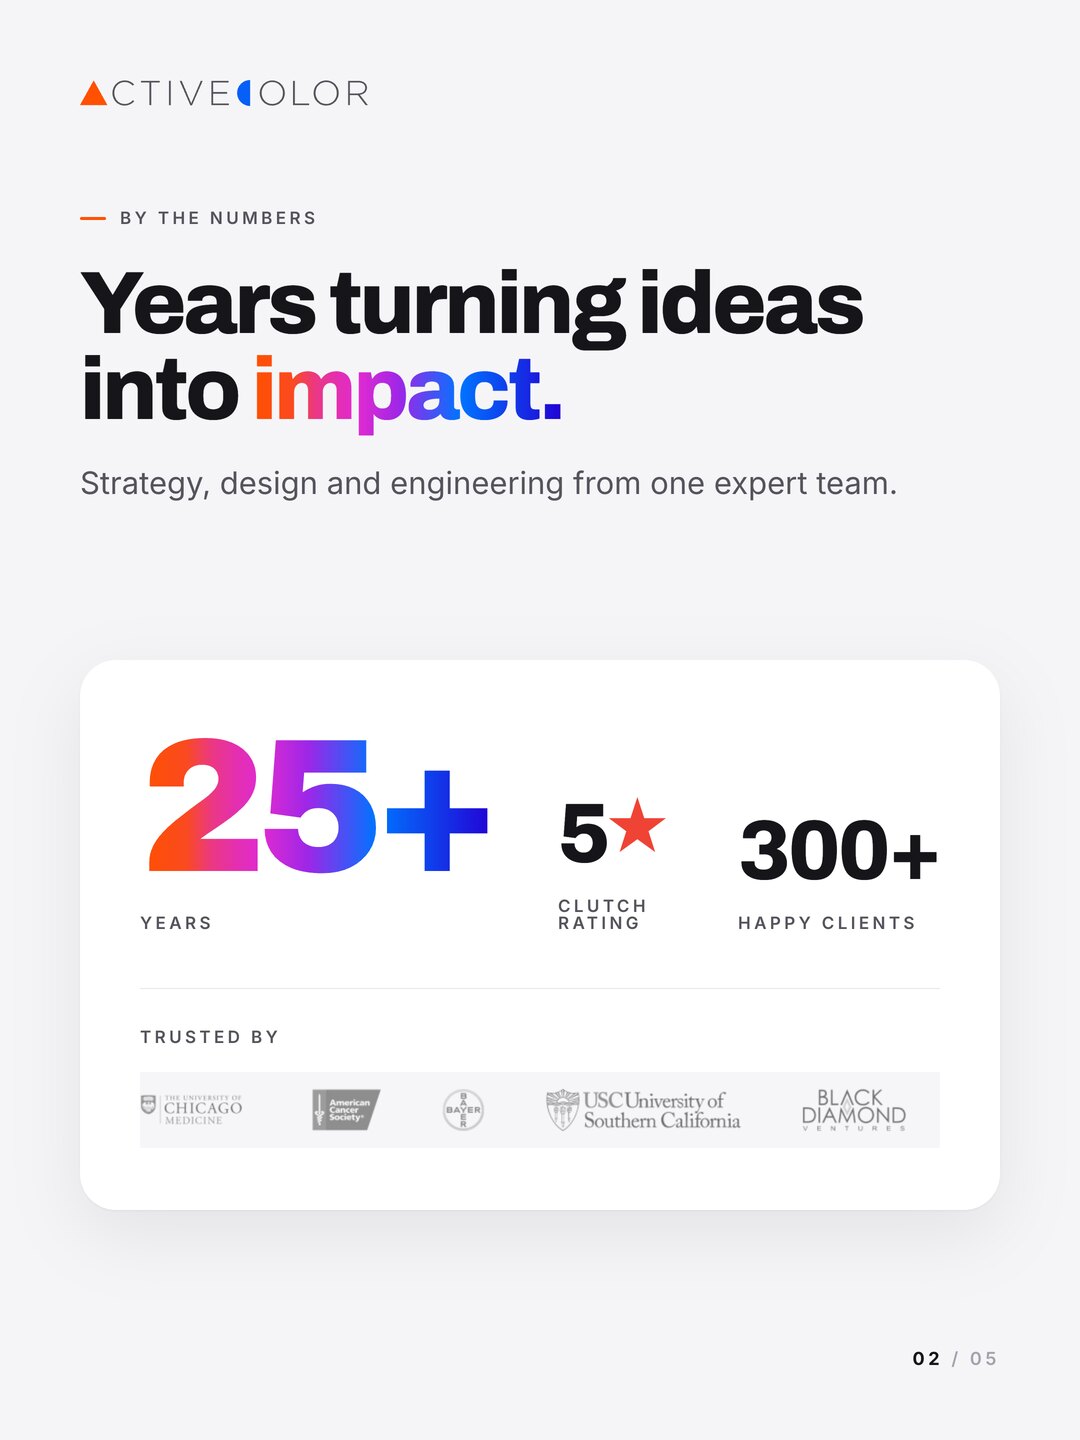 ACTIVECOLOR
BY THE NUMBERS
Years turning ideas
into impact.
Strategy, design and engineering from one expert team.
25+
YEARS
5★
CLUTCH
RATING
300+
HAPPY CLIENTS
TRUSTED BY
THE UNIVERSITY OF
CHICAGO
MEDICINE
American
Cancer
Society®
BAYER
BAYER
USC University of
Southern California
BLACK
DIAMOND
VENTURES
02 / 05